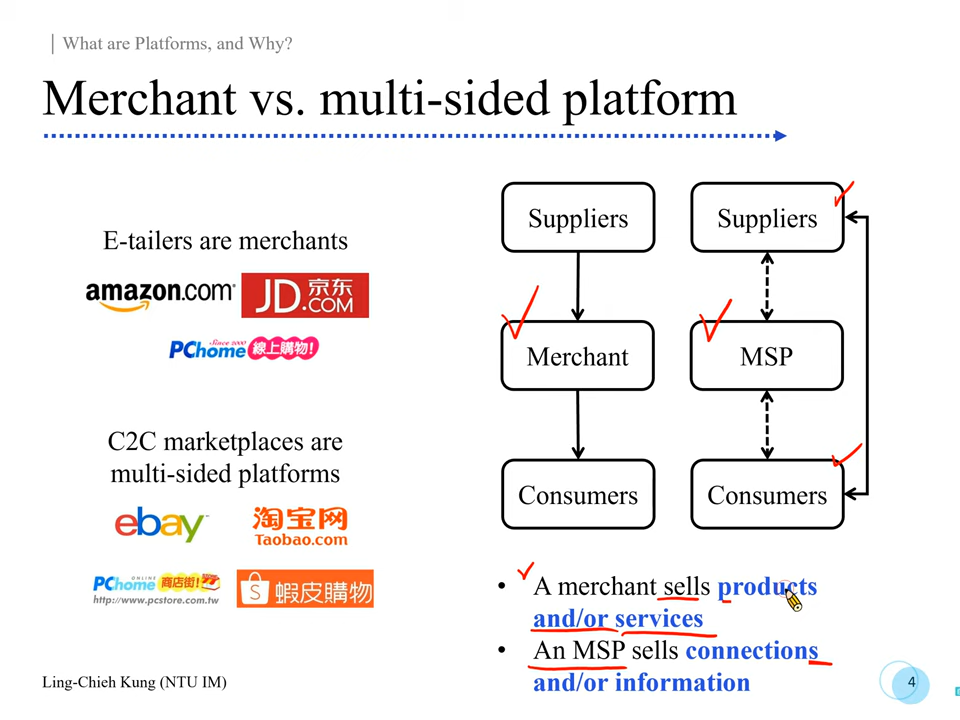 What are Platforms, and Why?
Merchant vs. multi-sided platform
E-tailers are merchants
amazon.com
JD.COM 京东
Since 2000
PChome 線上購物!
C2C marketplaces are
multi-sided platforms
ebay
淘宝网
Taobao.com
ONLINE
PChome 商店街!
http://www.pcstore.com.tw
S 蝦皮購物
Suppliers
Merchant
Consumers
Suppliers
MSP
Consumers
• A merchant sells products
and/or services
• An MSP sells connections
and/or information
Ling-Chieh Kung (NTU IM)
4